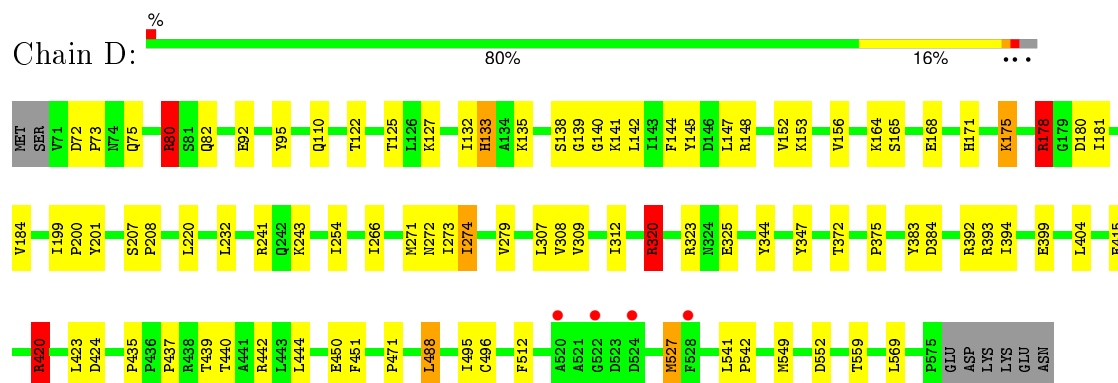 %
Chain D:
80% 16%
MET SER V71 D72 P73 N74 Q75 R80 S81 Q82 E92 Y95 Q110 T122 T125 L126 K127 I132 H133 A134 K135 S138 G139 G140 K141 L142 I143 F144 Y145 D146 L147 R148 V152 K153 V156 K164 S165 E168 H171 K175 R178 G179 D180 I181
V184 I199 P200 Y201 S207 P208 L220 L232 R241 Q242 K243 I254 I266 M271 N272 I273 I274 V279 L307 V308 V309 I312 R320 R323 N324 E325 Y344 Y347 T372 P375 Y383 D384 R392 R393 I394 E399 L404
R420 L423 D424 P435 P436 P437 R438 T439 T440 A441 R442 L443 L444 E450 F451 P471 L488 I495 C496 F512 A520 A521 G522 D523 D524 M527 F528 L541 P542 M549 D552 T559 L569 P575 GLU ASP LYS LYS GLU ASN